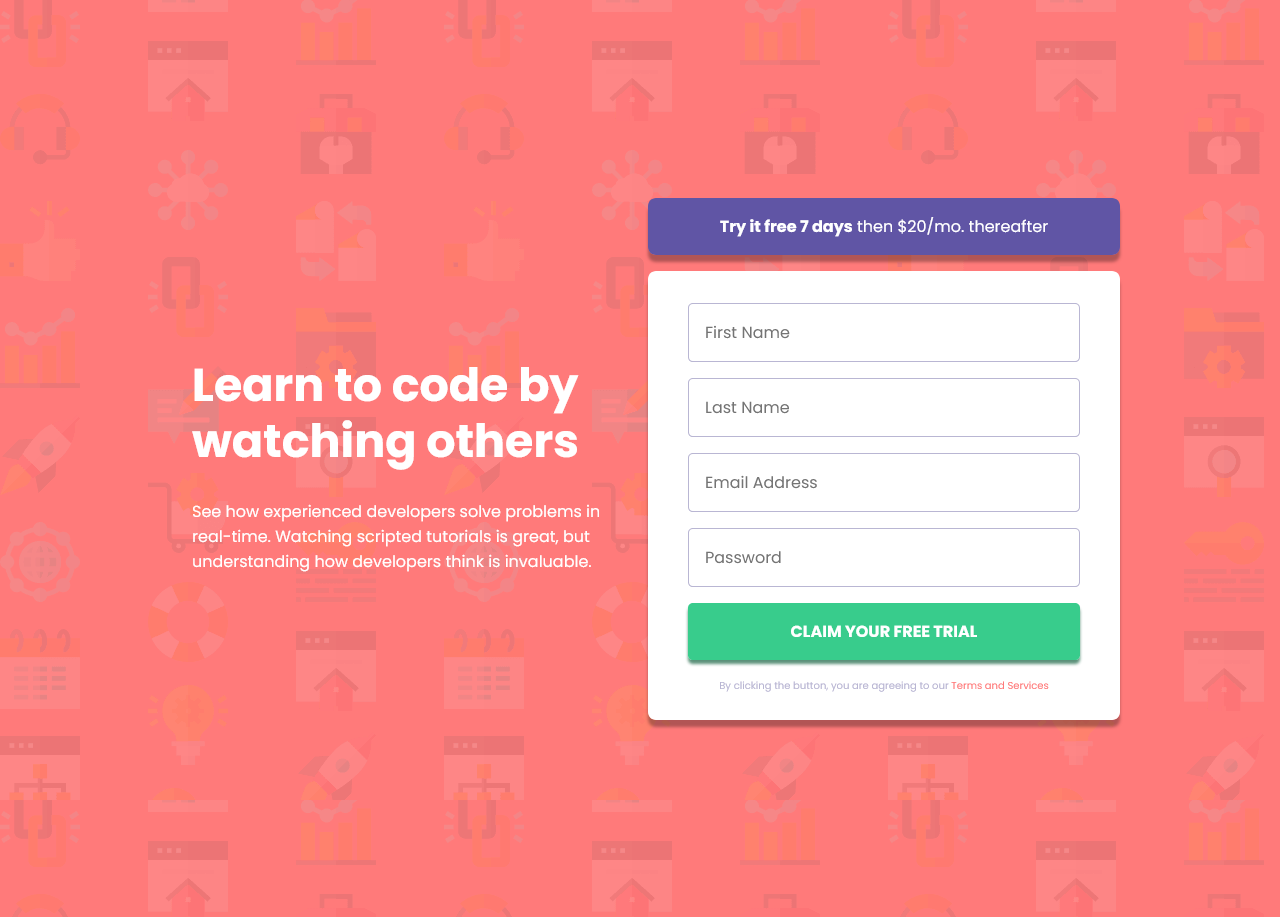 Learn to code by
watching others
See how experienced developers solve problems in
real-time. Watching scripted tutorials is great, but
understanding how developers think is invaluable.
Try it free 7 days then $20/mo. thereafter
First Name
Last Name
Email Address
Password
CLAIM YOUR FREE TRIAL
By clicking the button, you are agreeing to our Terms and Services